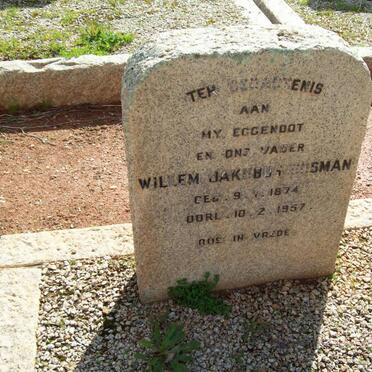 TER GEDAGTENIS
AAN
MY EGGENOOT
EN ONS VADER
WILLEM JAKOBUS
GEB. 9. 1874
OORL. 10. 2. 1957.
RUS IN VREDE